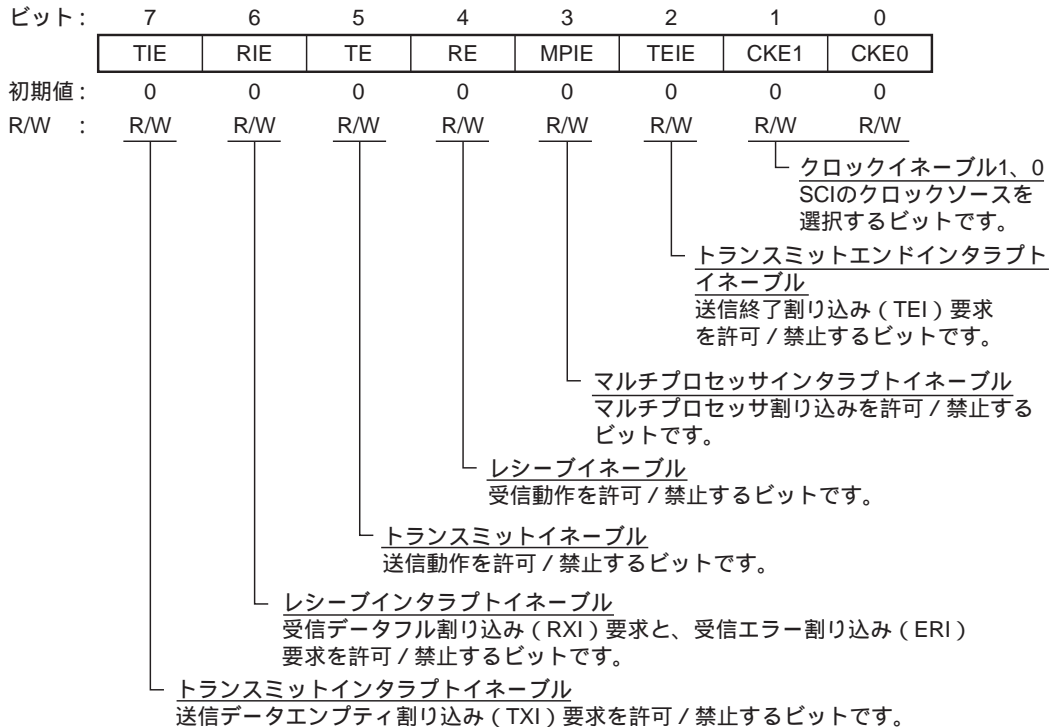 ビット : 7 6 5 4 3 2 1 0
TIE RIE TE RE MPIE TEIE CKE1 CKE0
初期値 : 0 0 0 0 0 0 0 0
R/W : R/W R/W R/W R/W R/W R/W R/W R/W
クロックイネーブル1、0
SCIのクロックソースを
選択するビットです。
トランスミットエンドインタラプト
イネーブル
送信終了割り込み（TEI）要求
を許可 / 禁止するビットです。
マルチプロセッサインタラプトイネーブル
マルチプロセッサ割り込みを許可 / 禁止する
ビットです。
レシーブイネーブル
受信動作を許可 / 禁止するビットです。
トランスミットイネーブル
送信動作を許可 / 禁止するビットです。
レシーブインタラプトイネーブル
受信データフル割り込み（RXI）要求と、受信エラー割り込み（ERI）
要求を許可 / 禁止するビットです。
トランスミットインタラプトイネーブル
送信データエンプティ割り込み（TXI）要求を許可 / 禁止するビットです。